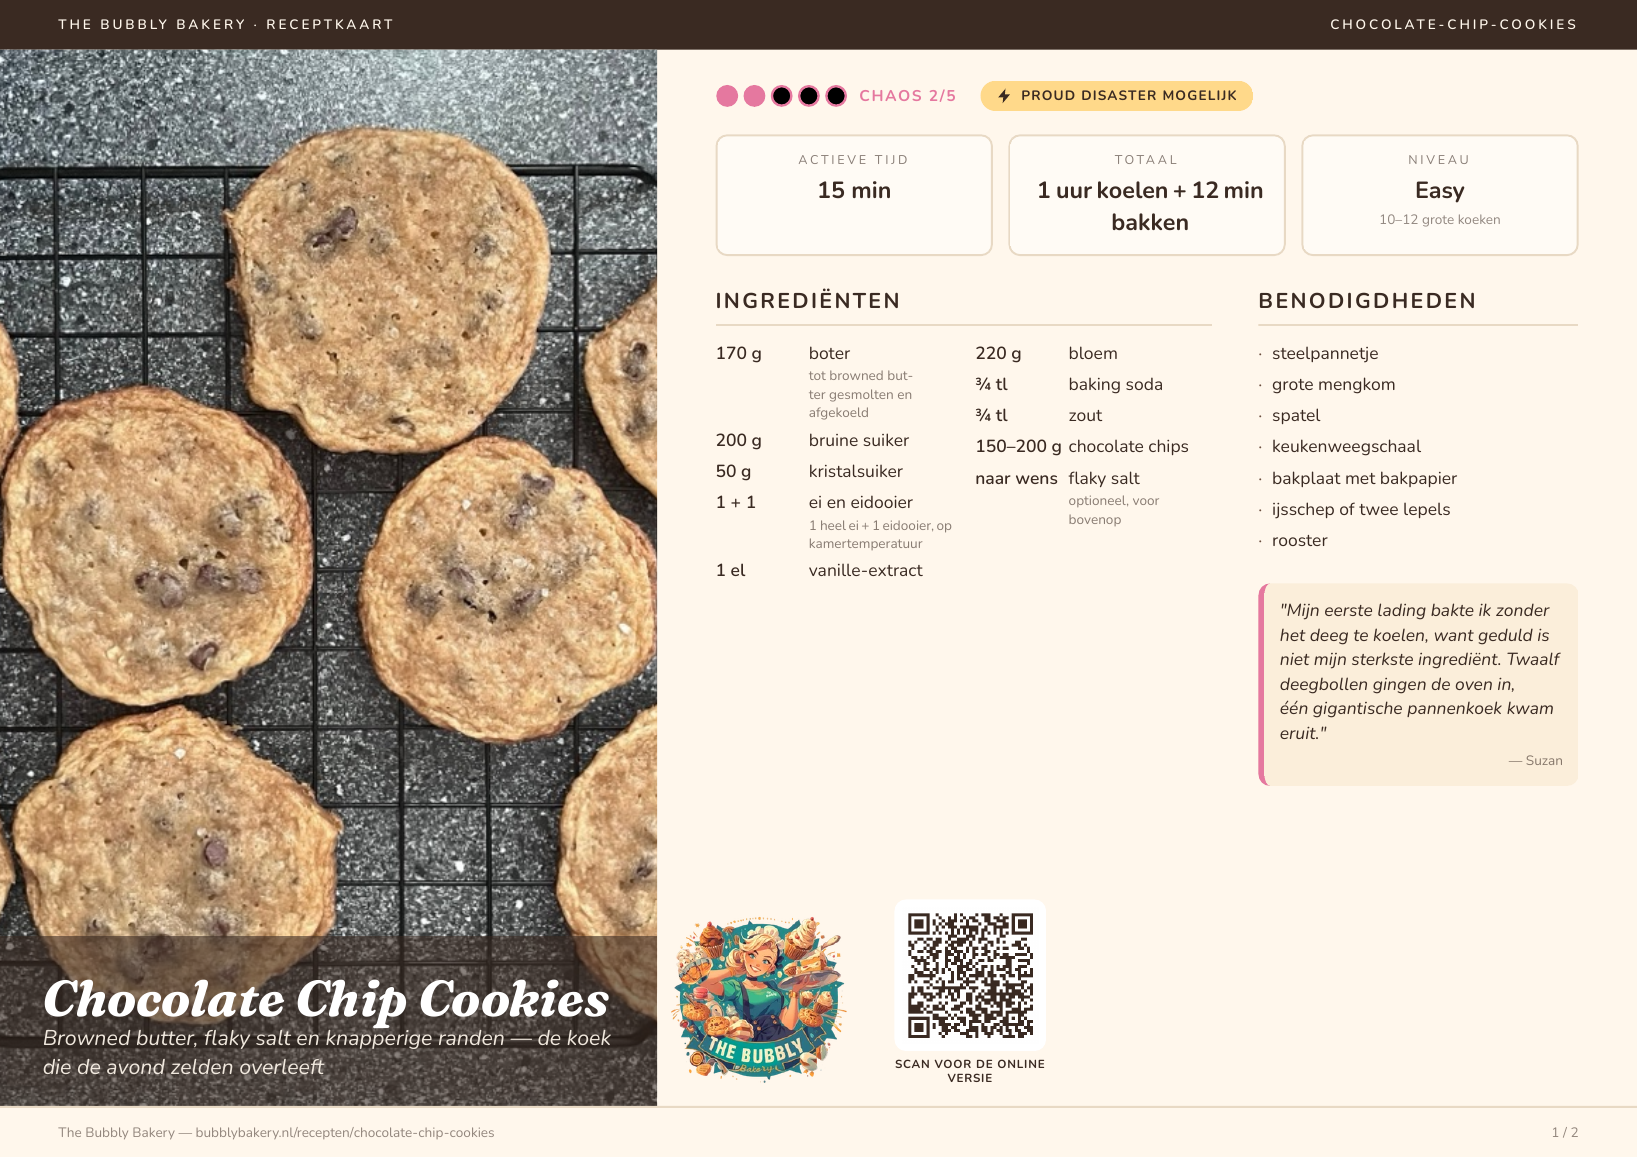 THE BUBBLY BAKERY · RECEPTKAART
CHOCOLATE-CHIP-COOKIES
CHAOS 2/5
PROUD DISASTER MOGELIJK
ACTIEVE TIJD
15 min
TOTAAL
1 uur koelen + 12 min
bakken
NIVEAU
Easy
10–12 grote koeken
INGREDIËNTEN
170 g boter
tot browned but-
ter gesmolten en
afgekoeld
200 g bruine suiker
50 g kristalsuiker
1 + 1 ei en eidooier
1 heel ei + 1 eidooier, op
kamertemperatuur
1 el vanille-extract
220 g bloem
¾ tl baking soda
¾ tl zout
150–200 g chocolate chips
naar wens flaky salt
optioneel, voor
bovenop
BENODIGDHEDEN
· steelpannetje
· grote mengkom
· spatel
· keukenweegschaal
· bakplaat met bakpapier
· ijsschep of twee lepels
· rooster
"Mijn eerste lading bakte ik zonder
het deeg te koelen, want geduld is
niet mijn sterkste ingrediënt. Twaalf
deegbollen gingen de oven in,
één gigantische pannenkoek kwam
eruit."
— Suzan
Chocolate Chip Cookies
Browned butter, flaky salt en knapperige randen — de koek
die de avond zelden overleeft
THE BUBBLY
Bakery
SCAN VOOR DE ONLINE
VERSIE
The Bubbly Bakery — bubblybakery.nl/recepten/chocolate-chip-cookies
1 / 2